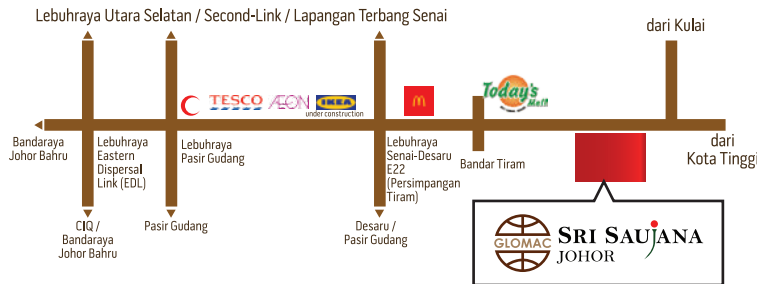 Lebuhraya Utara Selatan / Second-Link / Lapangan Terbang Senai
dari Kulai
TESCO
ÆON
IKEA
under construction
m
Today's
Mall
Bandaraya
Johor Bahru
Lebuhraya
Eastern
Dispersal
Link (EDL)
Lebuhraya
Pasir Gudang
Lebuhraya
Senai-Desaru
E22
(Persimpangan
Tiram)
Bandar Tiram
dari
Kota Tinggi
CIQ /
Bandaraya
Johor Bahru
Pasir Gudang
Desaru /
Pasir Gudang
GLOMAC
SRI SAUJANA
JOHOR